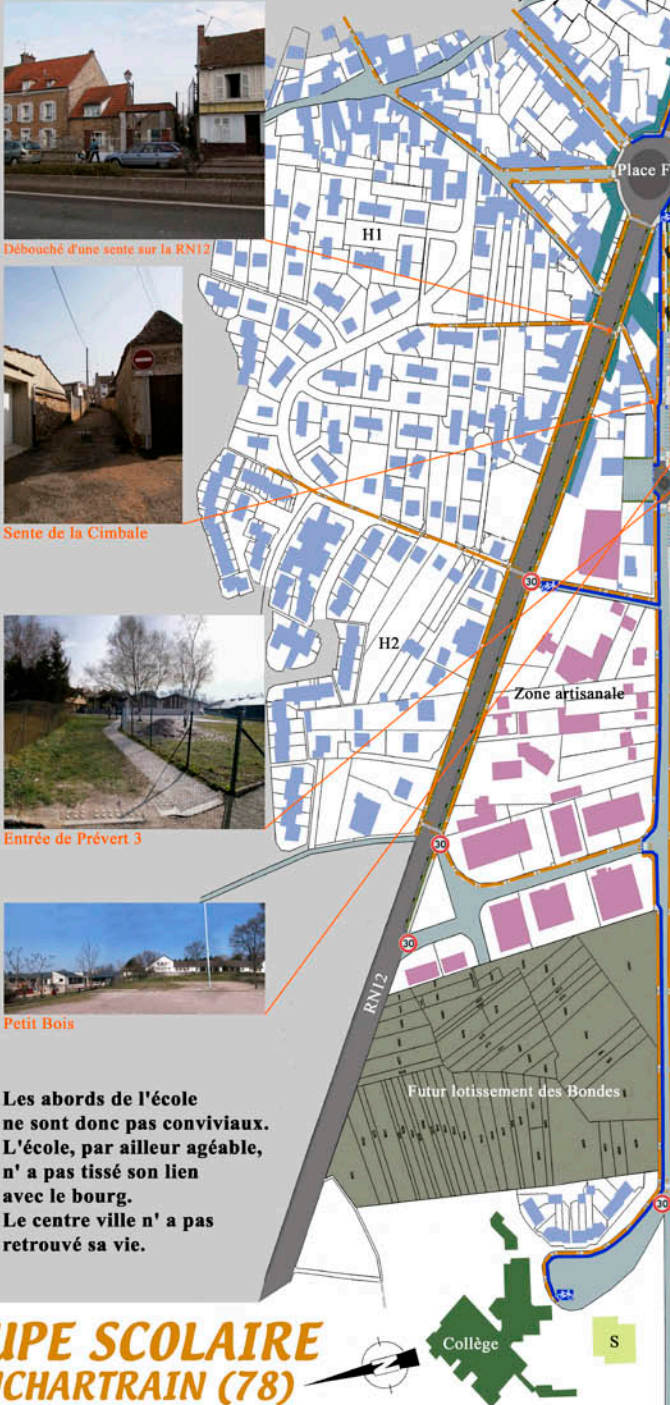 Place F
Débouché d'une sente sur la RN12
H1
Sente de la Cimbale
30
H2
Zone artisanale
Entrée de Prévert 3
30
30
RN12
Petit Bois
Futur lotissement des Bondes
Les abords de l'école
ne sont donc pas conviviaux.
L'école, par ailleur agéable,
n' a pas tissé son lien
avec le bourg.
Le centre ville n' a pas
retrouvé sa vie.
30
UPE SCOLAIRE
NCHARTRAIN (78)
N
Collège
S